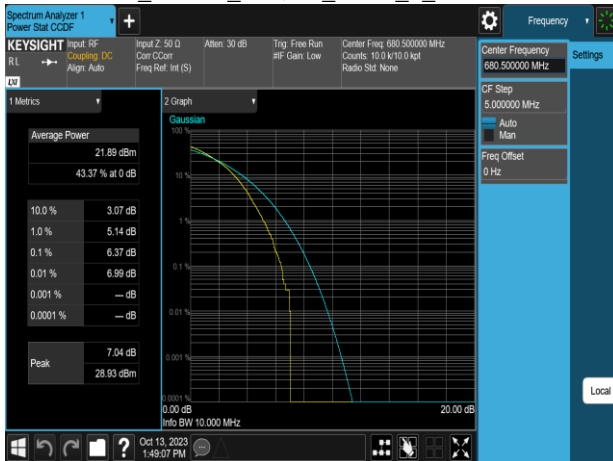 Spectrum Analyzer 1
Power Stat CCDF
Frequency
KEYSIGHT
RL
LXI
Input: RF
Coupling: DC
Align: Auto
Input Z: 50 Ω
Corr CCorr
Freq Ref: Int (S)
Atten: 30 dB
Trig: Free Run
#IF Gain: Low
Center Freq: 680.500000 MHz
Counts: 10.0 k/10.0 kpt
Radio Std: None
Center Frequency
680.500000 MHz
Settings
CF Step
5.000000 MHz
Auto
Man
Freq Offset
0 Hz
Local
1 Metrics
Average Power
21.89 dBm
43.37 % at 0 dB
10.0 % 3.07 dB
1.0 % 5.14 dB
0.1 % 6.37 dB
0.01 % 6.99 dB
0.001 % --- dB
0.0001 % --- dB
Peak
7.04 dB
28.93 dBm
2 Graph
Gaussian
100 %
10 %
1 %
0.1 %
0.01 %
0.001 %
0.0001 %
0.00 dB 20.00 dB
Info BW 10.000 MHz
?
Oct 13, 2023
1:49:07 PM